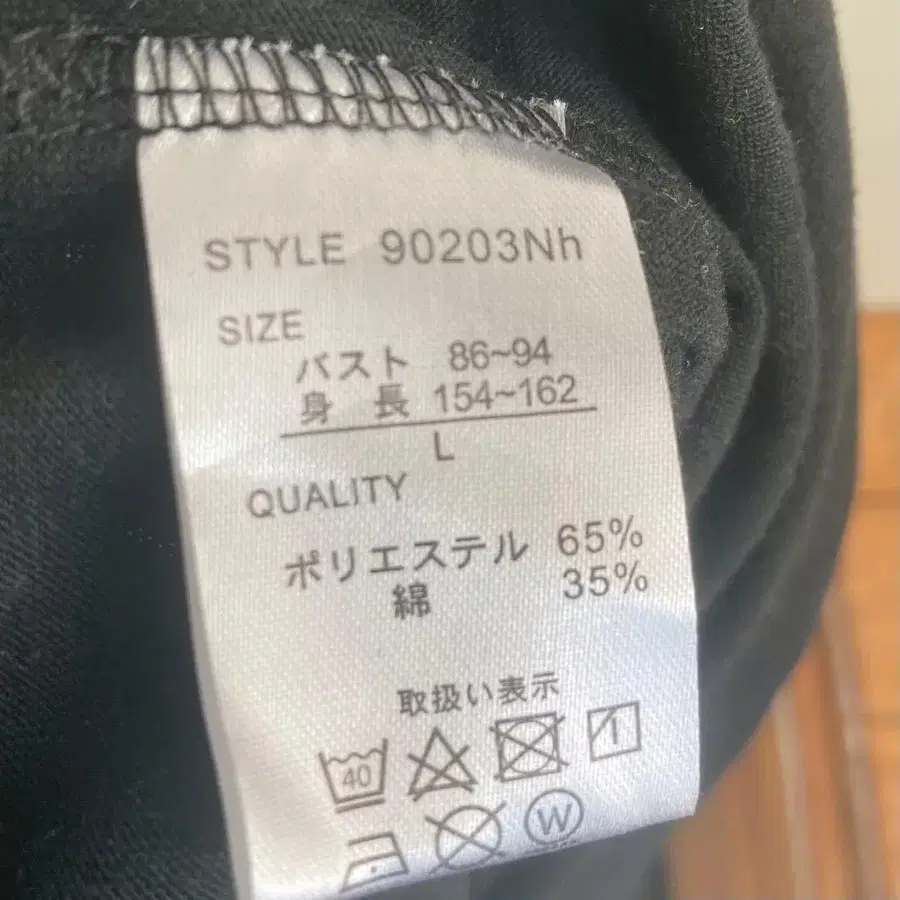 STYLE 90203Nh
SIZE
バスト 86~94
身 長 154~162
L
QUALITY
ポリエステル 65%
綿 35%
取扱い表示
40
W